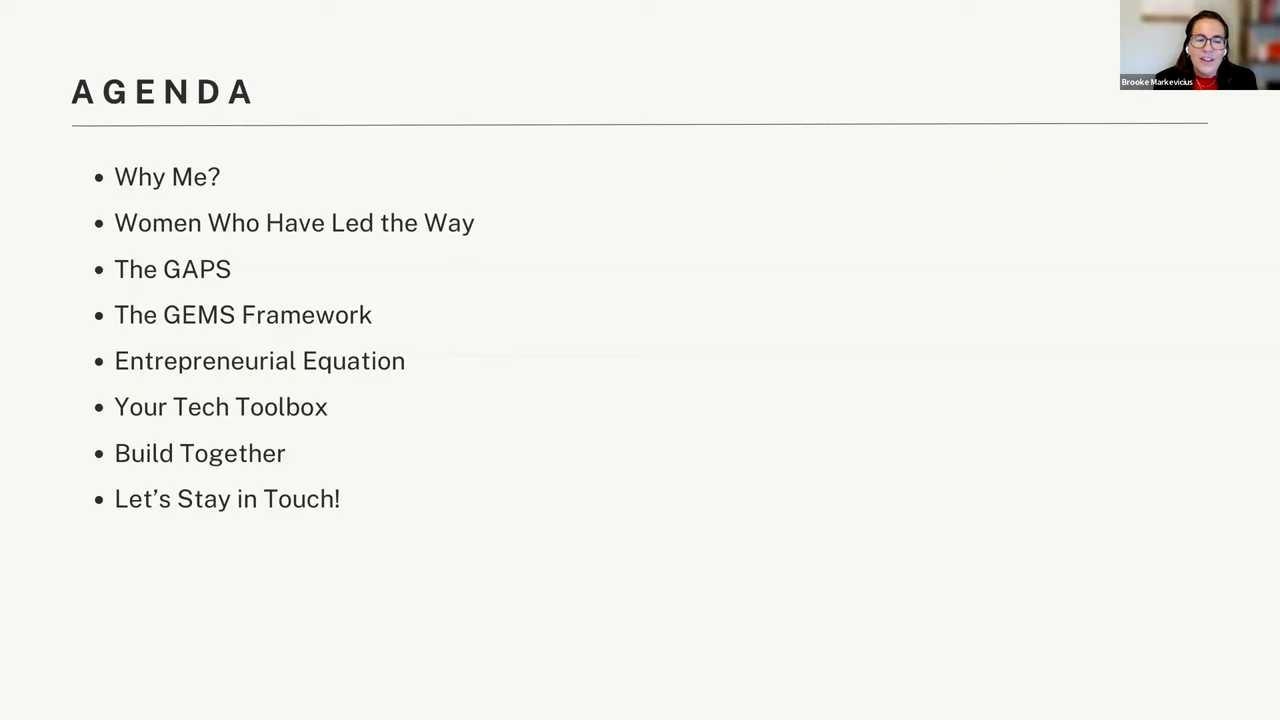 AGENDA
• Why Me?
• Women Who Have Led the Way
• The GAPS
• The GEMS Framework
• Entrepreneurial Equation
• Your Tech Toolbox
• Build Together
• Let’s Stay in Touch!
Brooke Markevicius